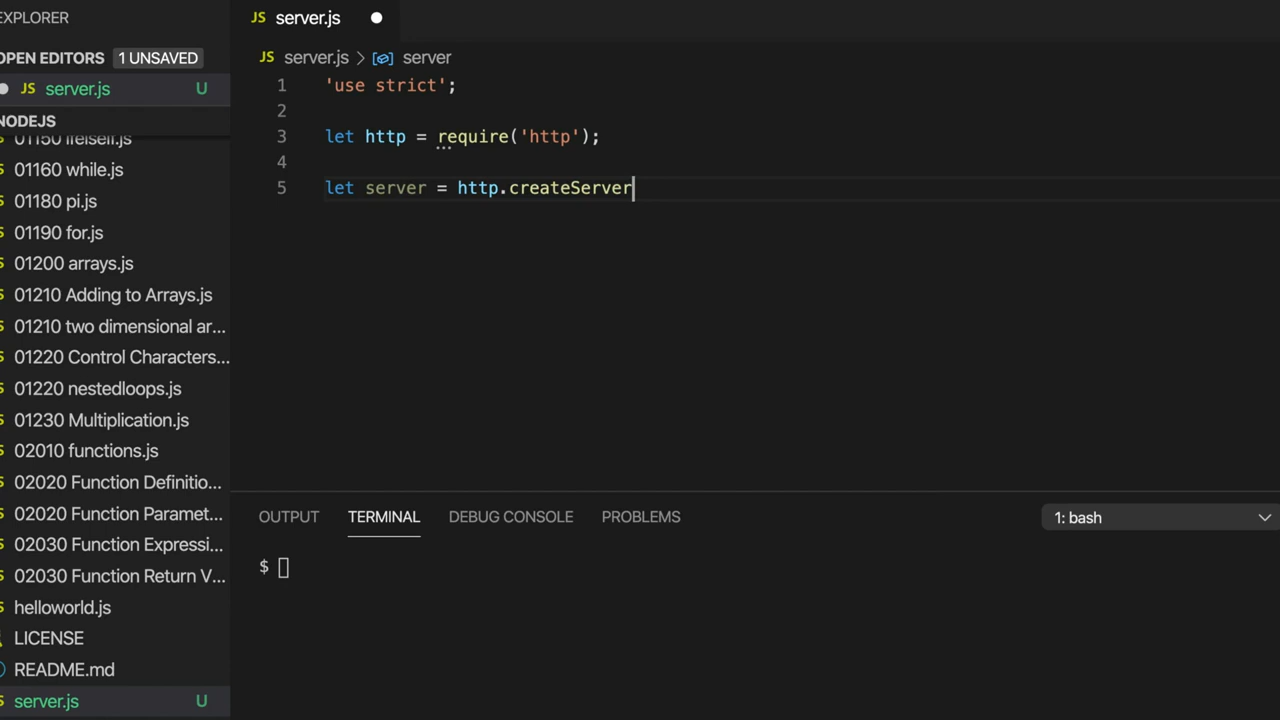 EXPLORER
OPEN EDITORS 1 UNSAVED
JS server.js U
NODEJS
01150 ifelseif.js
01160 while.js
01180 pi.js
01190 for.js
01200 arrays.js
01210 Adding to Arrays.js
01210 two dimensional ar...
01220 Control Characters...
01220 nestedloops.js
01230 Multiplication.js
02010 functions.js
02020 Function Definitio...
02020 Function Paramet...
02030 Function Expressi...
02030 Function Return V...
helloworld.js
LICENSE
README.md
server.js U
JS server.js
JS server.js server
1 'use strict';
2
3 let http = require('http');
4
5 let server = http.createServer
OUTPUT TERMINAL DEBUG CONSOLE PROBLEMS 1: bash
$